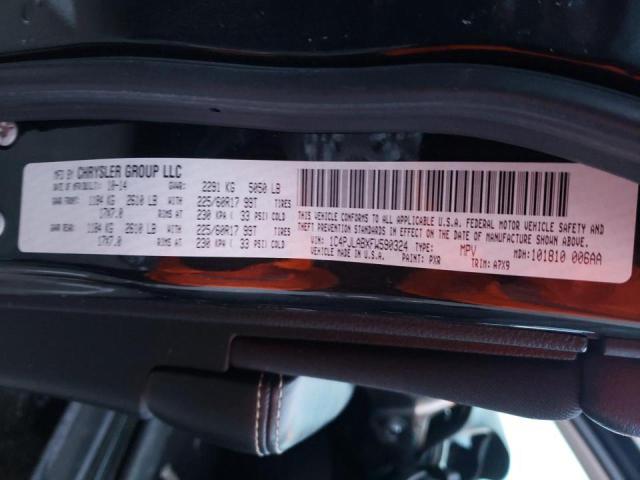 MFD BY CHRYSLER GROUP LLC
DATE OF MFR(BUILT): 10-14 GVWR: 2291 KG 5050 LB
GAWR FRONT: 1184 KG 2610 LB WITH 225/60R17 99T TIRES
17X7.0 RIMS AT 230 KPA ( 33 PSI) COLD
GAWR REAR: 1184 KG 2610 LB WITH 225/60R17 99T TIRES
17X7.0 RIMS AT 230 KPA ( 33 PSI) COLD
THIS VEHICLE CONFORMS TO ALL APPLICABLE U.S.A. FEDERAL MOTOR VEHICLE SAFETY AND
THEFT PREVENTION STANDARDS IN EFFECT ON THE DATE OF MANUFACTURE SHOWN ABOVE.
VIN: 1C4PJLABXFW590324 TYPE: MPV MDH: 101810 006AA
VEHICLE MADE IN U.S.A. PAINT: PXR TRIM: A7X9